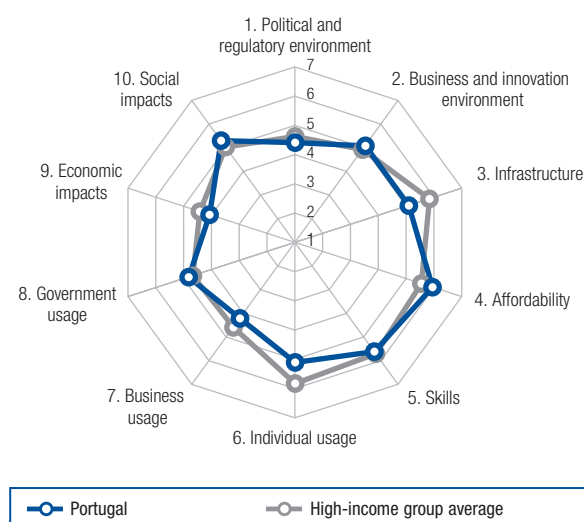 1. Political and
regulatory environment
2. Business and innovation
environment
3. Infrastructure
4. Affordability
5. Skills
6. Individual usage
7. Business
usage
8. Government
usage
9. Economic
impacts
10. Social
impacts
7
6
5
4
3
2
1
Portugal
High-income group average